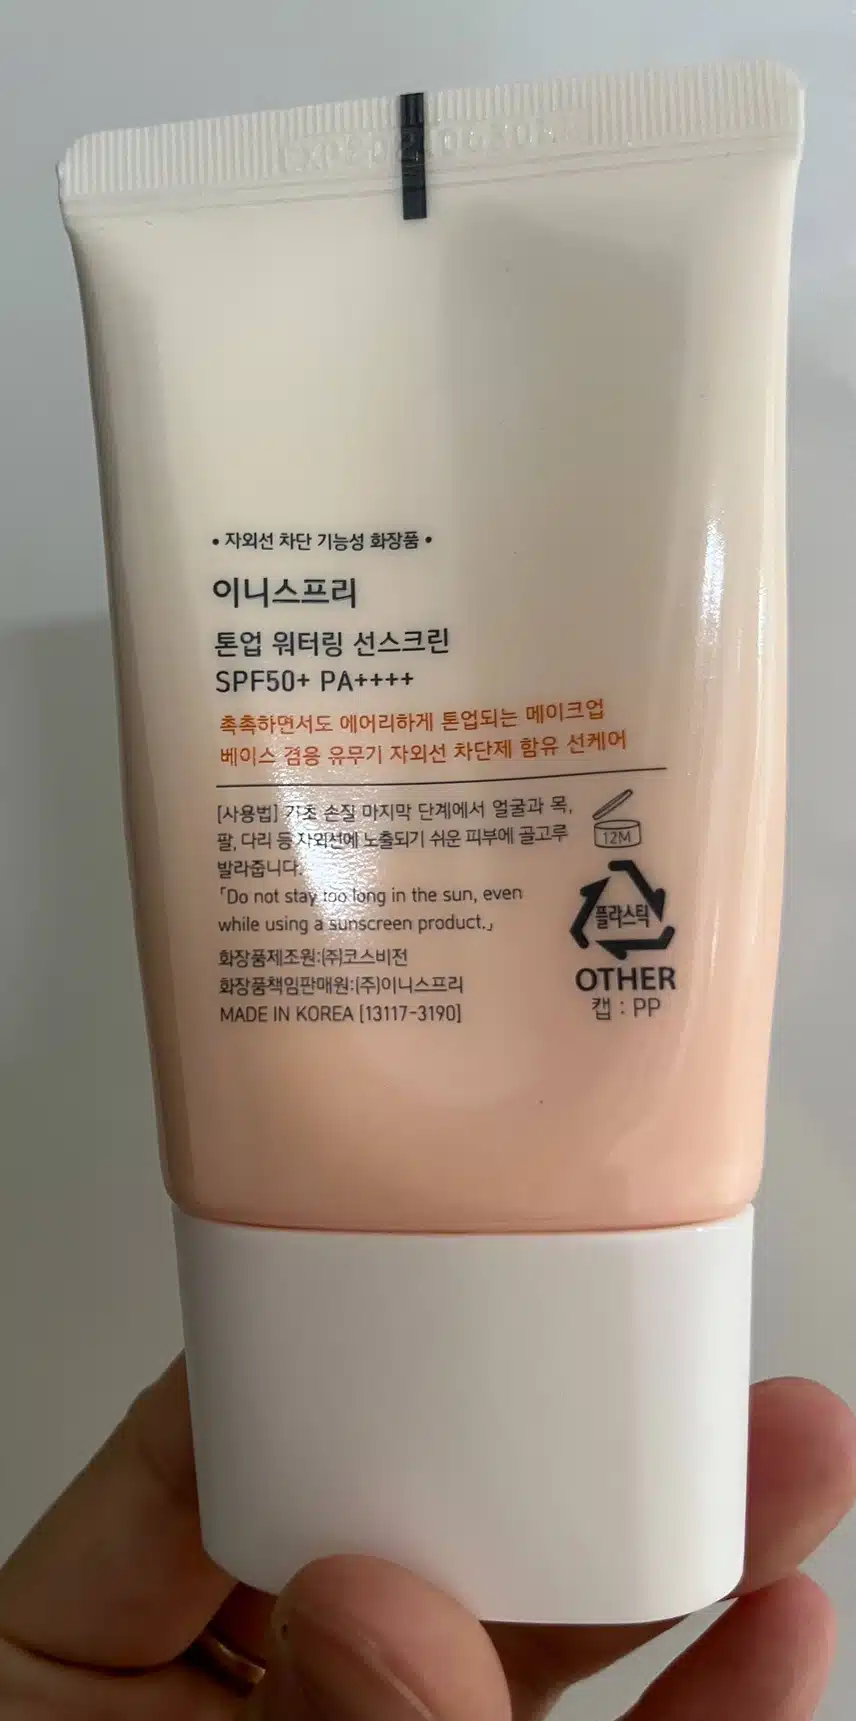 • 자외선 차단 기능성 화장품 •
이니스프리
톤업 워터링 선스크린
SPF50+ PA++++
촉촉하면서도 에어리하게 톤업되는 메이크업
베이스 겸용 유무기 자외선 차단제 함유 선케어
[사용법] 기초 손질 마지막 단계에서 얼굴과 목,
팔, 다리 등 자외선에 노출되기 쉬운 피부에 골고루
발라줍니다.
「Do not stay too long in the sun, even
while using a sunscreen product.」
화장품제조원:(주)코스비전
화장품책임판매원:(주)이니스프리
MADE IN KOREA [13117-3190]
12M
플라스틱
OTHER
캡 : PP